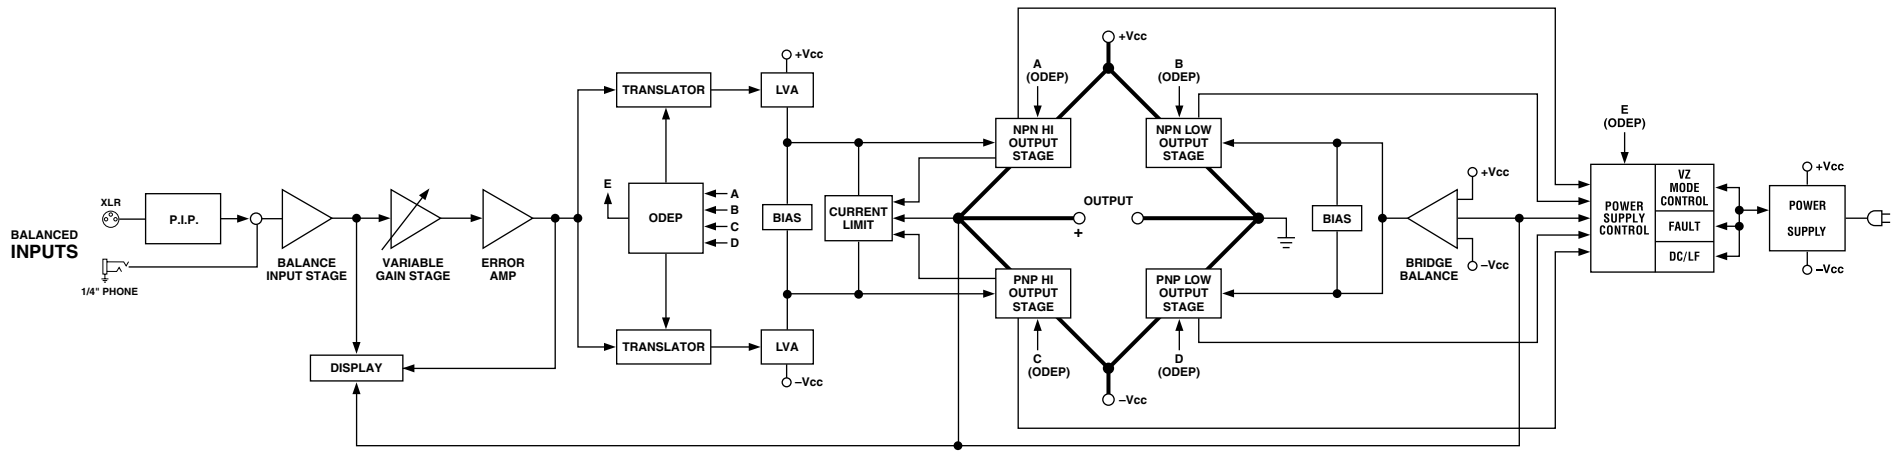 BALANCED
INPUTS
XLR
1/4" PHONE
P.I.P.
BALANCE
INPUT STAGE
VARIABLE
GAIN STAGE
ERROR
AMP
DISPLAY
TRANSLATOR
E
ODEP
A
B
C
D
TRANSLATOR
+Vcc
LVA
BIAS
LVA
–Vcc
CURRENT
LIMIT
A
(ODEP)
NPN HI
OUTPUT
STAGE
+Vcc
B
(ODEP)
NPN LOW
OUTPUT
STAGE
OUTPUT
+
PNP HI
OUTPUT
STAGE
C
(ODEP)
PNP LOW
OUTPUT
STAGE
D
(ODEP)
–Vcc
BIAS
+Vcc
–Vcc
BRIDGE
BALANCE
E
(ODEP)
POWER
SUPPLY
CONTROL
VZ
MODE
CONTROL
FAULT
DC/LF
+Vcc
POWER
SUPPLY
–Vcc